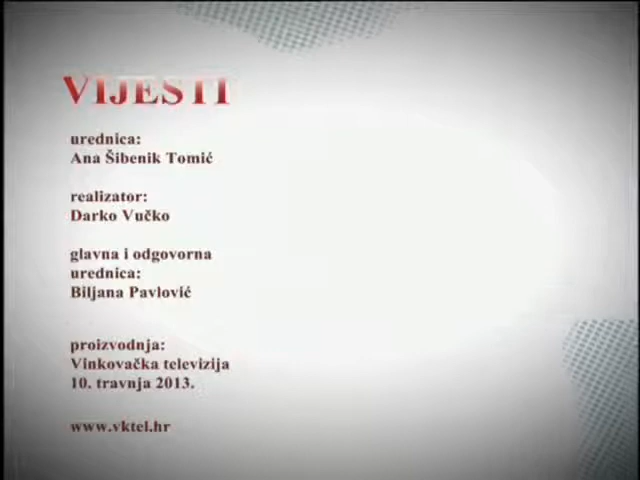 VIJESTI
urednica:
Ana Šibenik Tomić
realizator:
Darko Vučko
glavna i odgovorna
urednica:
Biljana Pavlović
proizvodnja:
Vinkovačka televizija
10. travnja 2013.
www.vktel.hr